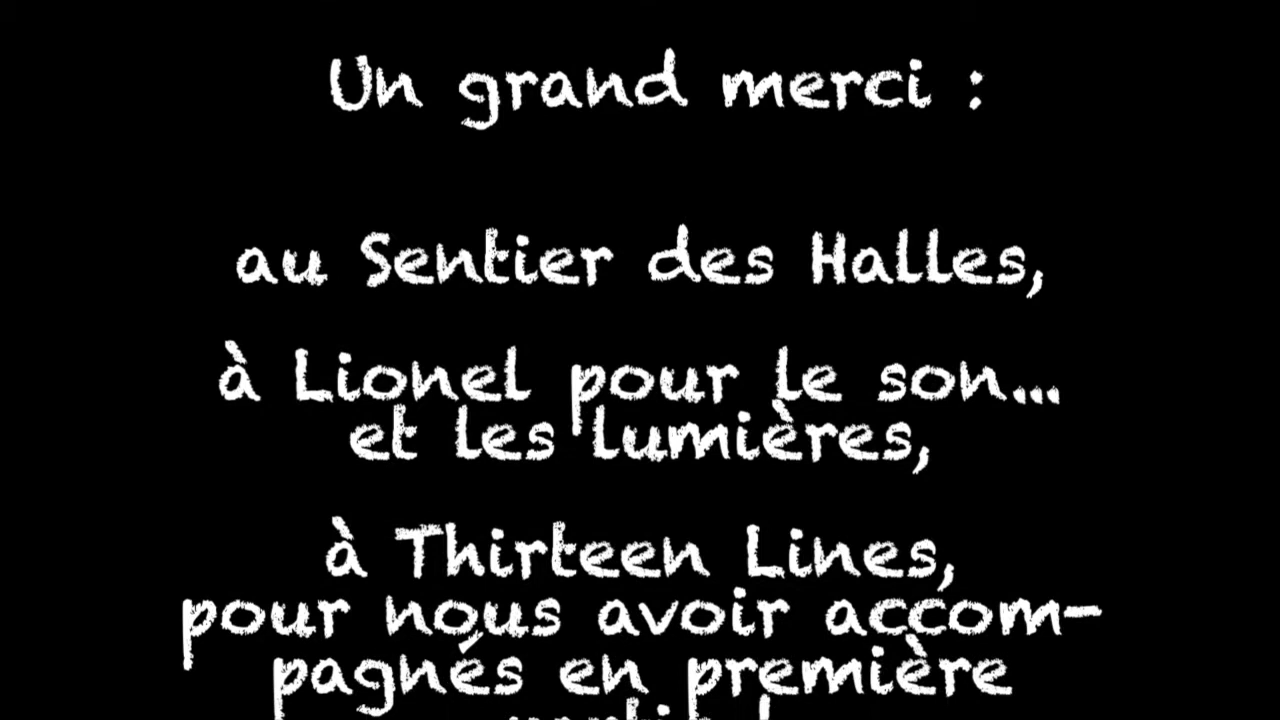 Un grand merci :
au Sentier des Halles,
à Lionel pour le son...
et les lumières,
à Thirteen Lines,
pour nous avoir accom-
pagnés en première